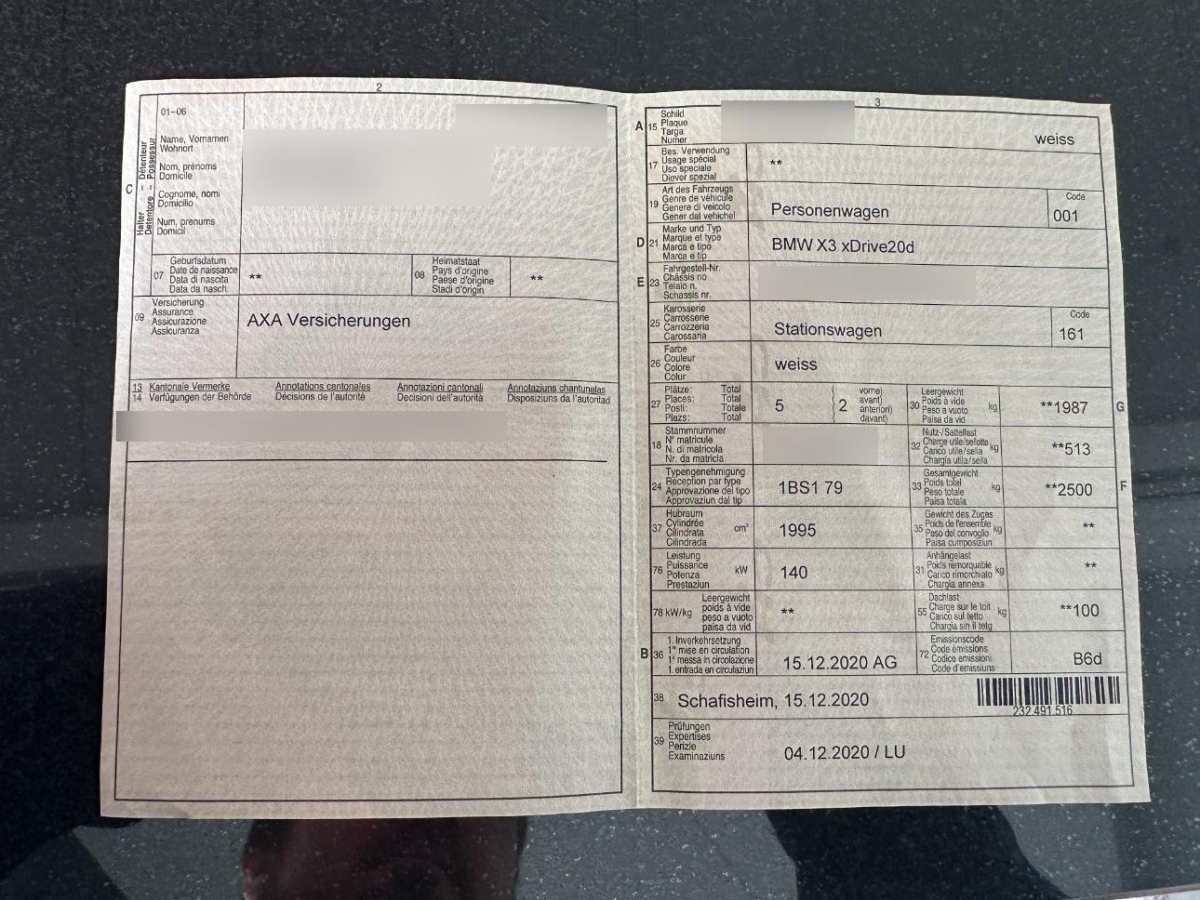 2
01-06
C
Halter – Détenteur
Detentore – Possessur
Name, Vornamen
Wohnort
Nom, prénoms
Domicile
Cognome, nomi
Domicilio
Num, prenums
Domicil
07
Geburtsdatum
Date de naissance
Data di nascita
Data da nasch.
**
08
Heimatstaat
Pays d'origine
Paese d'origine
Stadi d'origin
**
09
Versicherung
Assurance
Assicurazione
Assicuranza
AXA Versicherungen
13 Kantonale Vermerke Annotations cantonales Annotazioni cantonali Annotaziuns chantunalas
14 Verfügungen der Behörde Décisions de l'autorité Decisioni dell'autorità Disposiziuns da l'autoritad
3
A 15
Schild
Plaque
Targa
Numer
weiss
17
Bes. Verwendung
Usage spécial
Uso speciale
Diever spezial
**
19
Art des Fahrzeugs
Genre de véhicule
Genere di veicolo
Gener dal vehichel
Personenwagen
Code
001
D 21
Marke und Typ
Marque et type
Marca e tipo
Marca e tip
BMW X3 xDrive20d
E 23
Fahrgestell-Nr.
Châssis no
Telaio n.
Schassis nr.
25
Karosserie
Carrosserie
Carrozzeria
Carossaria
Stationswagen
Code
161
26
Farbe
Couleur
Colore
Colur
weiss
27
Plätze: Total
Places: Total
Posti: Totale
Plazs: Total
5
2
vorne)
avant)
anteriori)
davant)
30
Leergewicht
Poids à vide
Peso a vuoto
Paisa da vid
kg
**1987
G
18
Stammnummer
N° matricule
N. di matricola
Nr. da matricla
32
Nutz-/Sattellast
Charge utile/sellette
Carico utile/sella
Chargia utila/sella
kg
**513
24
Typengenehmigung
Réception par type
Approvazione del tipo
Approvaziun dal tip
1BS1 79
33
Gesamtgewicht
Poids total
Peso totale
Paisa totala
kg
**2500
F
37
Hubraum
Cylindrée
Cilindrata
Cilindrada
cm³
1995
35
Gewicht des Zuges
Poids de l'ensemble
Peso del convoglio
Paisa cumposiziun
kg
**
76
Leistung
Puissance
Potenza
Prestaziun
kW
140
31
Anhängelast
Poids remorquable
Carico rimorchiato
Chargia annexa
kg
**
78 kW/kg
Leergewicht
poids à vide
peso a vuoto
paisa da vid
**
55
Dachlast
Charge sur le toit
Carico sul tetto
Chargia sin il tetg
kg
**100
B 36
1. Inverkehrsetzung
1re mise en circulation
1a messa in circolazione
1. entrada en circulaziun
15.12.2020 AG
72
Emissionscode
Code émissions
Codice emissioni
Code d'emissiuns
B6d
38
Schafisheim, 15.12.2020
232.491.516
39
Prüfungen
Expertises
Perizie
Examinaziuns
04.12.2020 / LU